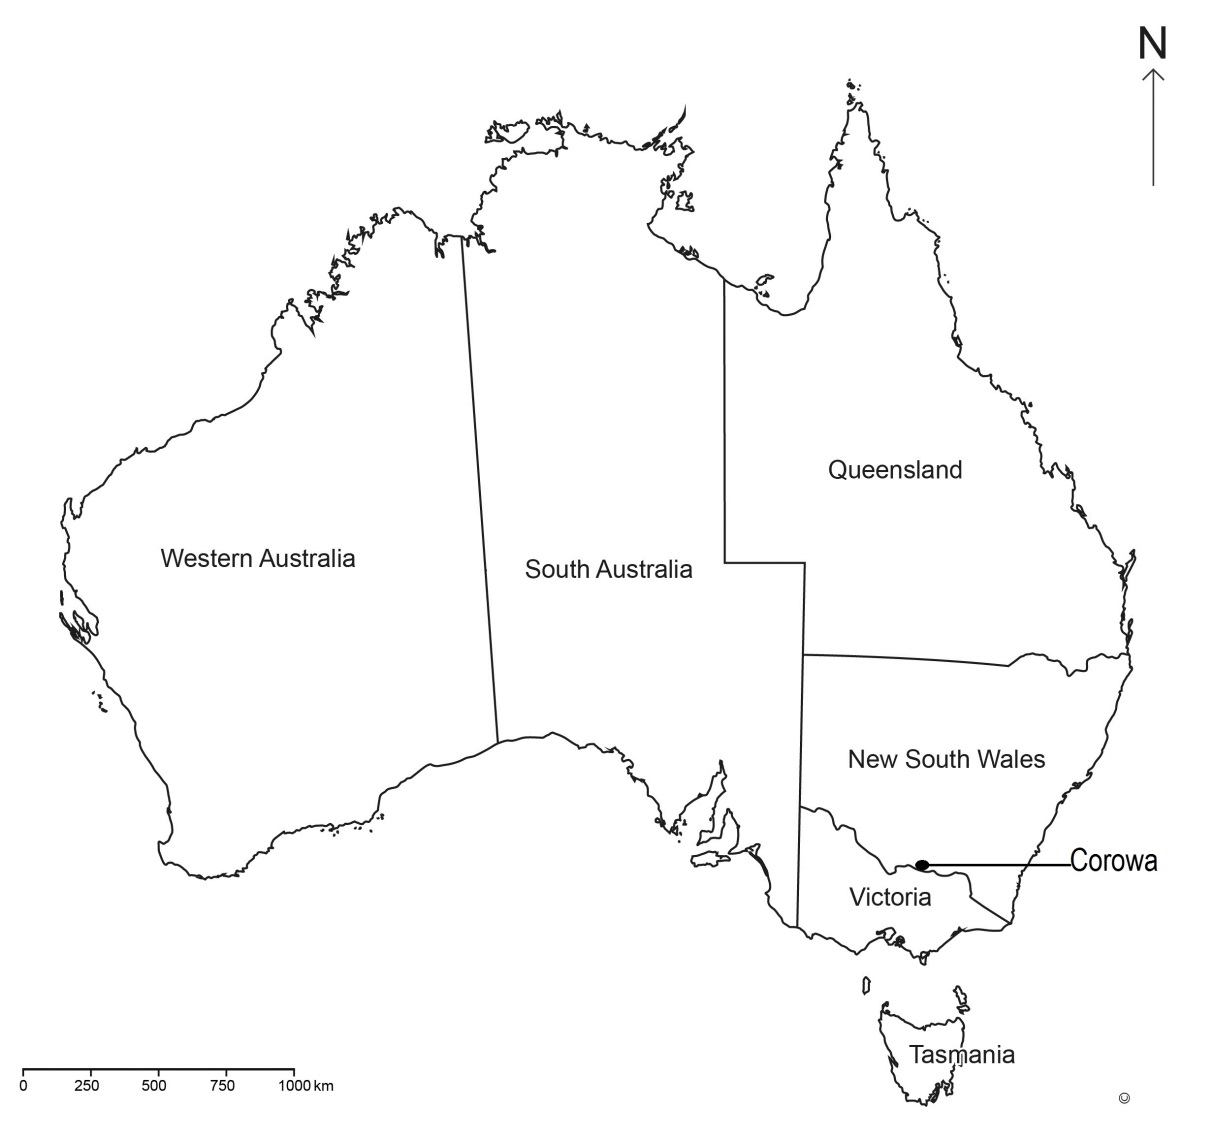 N
Queensland
Western Australia
South Australia
New South Wales
Corowa
Victoria
Tasmania
0 250 500 750 1000 km